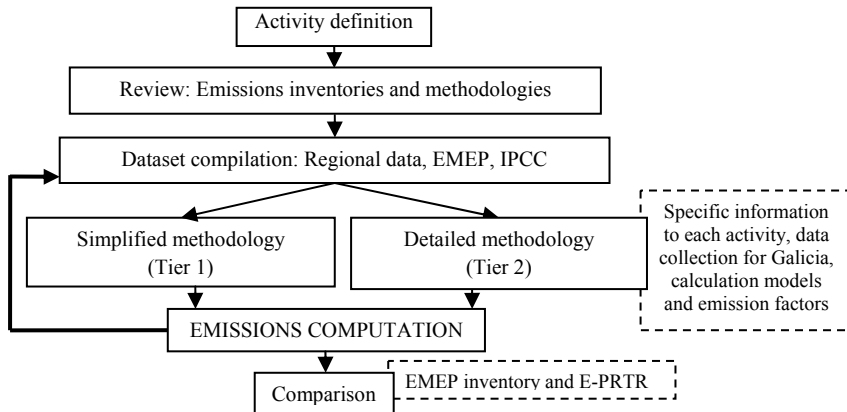 Activity definition
Review: Emissions inventories and methodologies
Dataset compilation: Regional data, EMEP, IPCC
Simplified methodology
(Tier 1)
Detailed methodology
(Tier 2)
Specific information
to each activity, data
collection for Galicia,
calculation models
and emission factors
EMISSIONS COMPUTATION
Comparison
EMEP inventory and E-PRTR